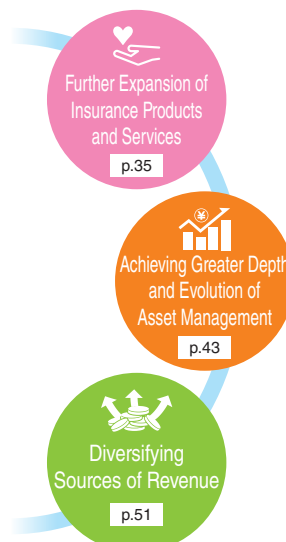 Further Expansion of
Insurance Products
and Services
p.35
¥
Achieving Greater Depth
and Evolution of
Asset Management
p.43
Diversifying
Sources of Revenue
p.51